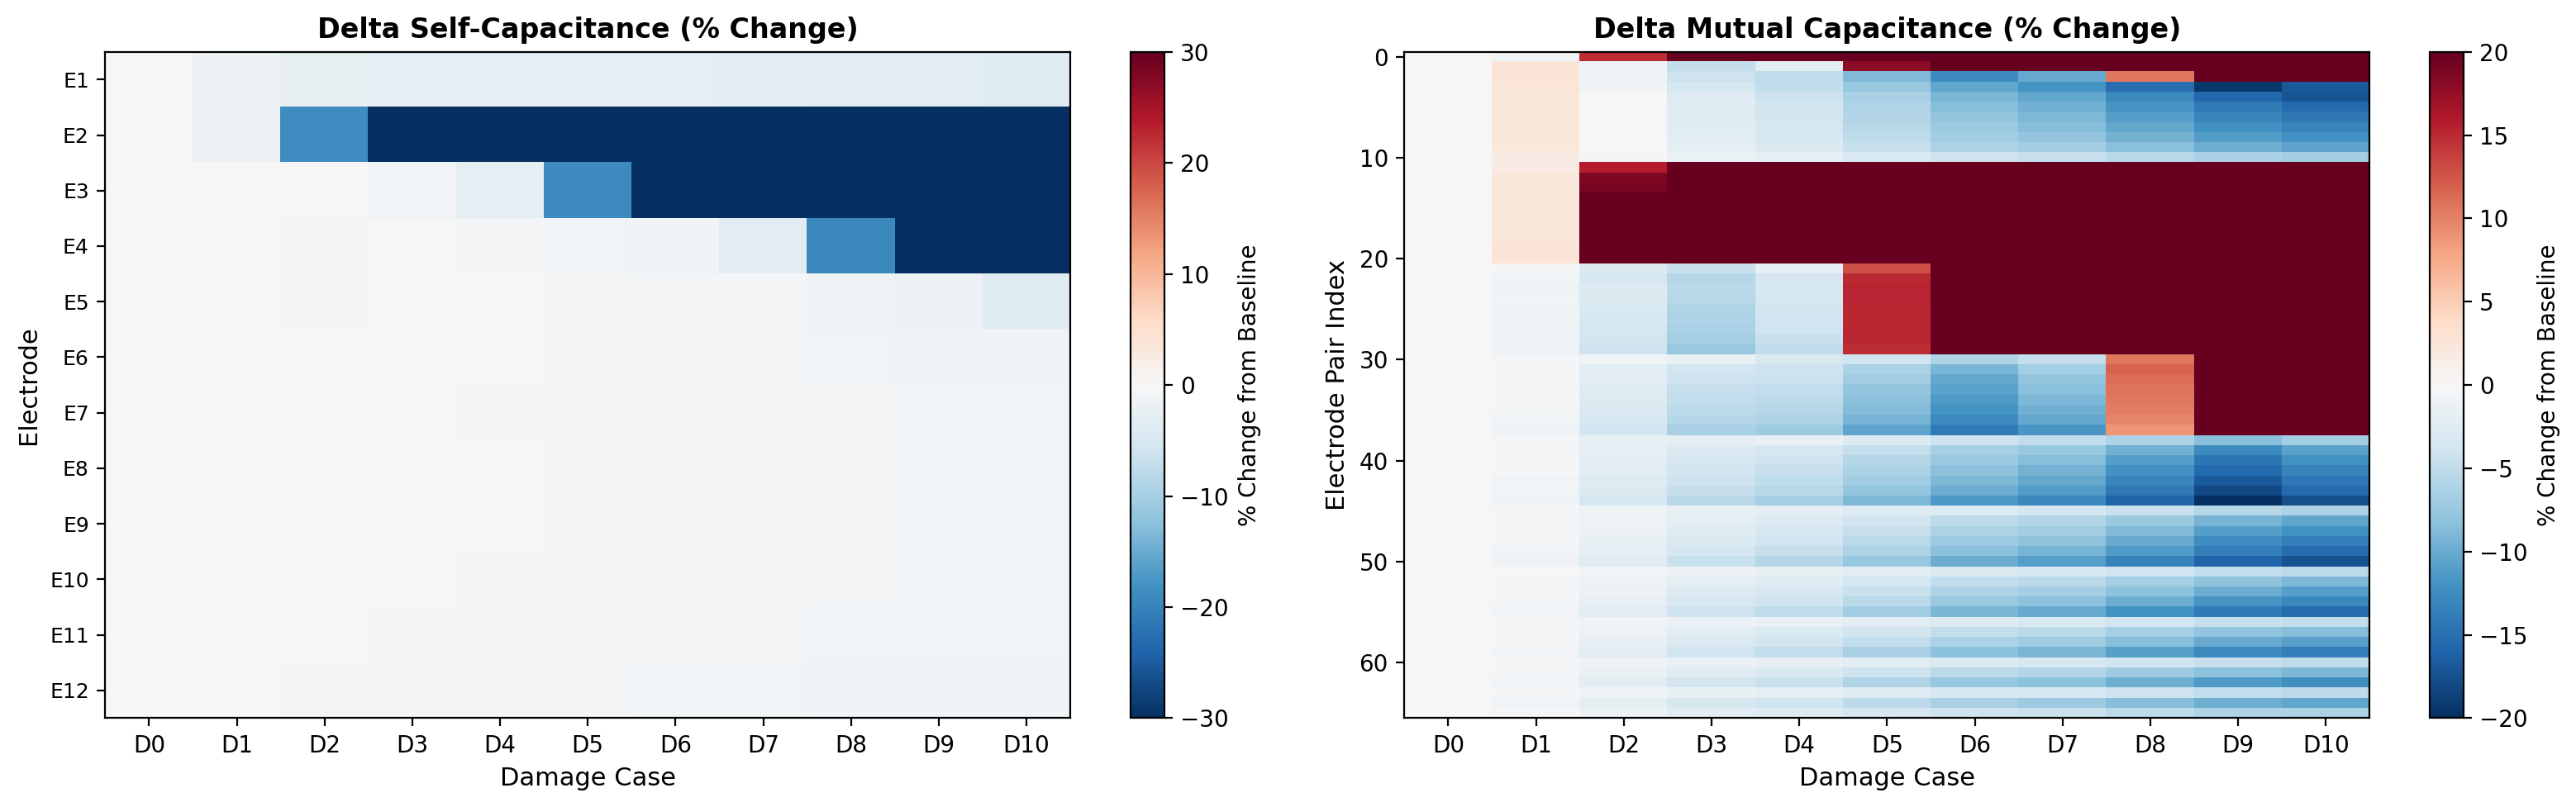 Delta Self-Capacitance (% Change)
Electrode
E1
E2
E3
E4
E5
E6
E7
E8
E9
E10
E11
E12
D0 D1 D2 D3 D4 D5 D6 D7 D8 D9 D10
Damage Case
30
20
10
0
−10
−20
−30
% Change from Baseline
Delta Mutual Capacitance (% Change)
Electrode Pair Index
0
10
20
30
40
50
60
D0 D1 D2 D3 D4 D5 D6 D7 D8 D9 D10
Damage Case
20
15
10
5
0
−5
−10
−15
−20
% Change from Baseline